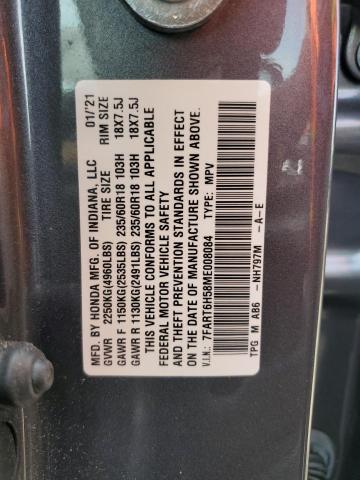 MFD. BY HONDA MFG. OF INDIANA, LLC 01/'21
GVWR 2250KG(4960LBS) TIRE SIZE RIM SIZE
GAWR F 1150KG(2535LBS) 235/60R18 103H 18X7.5J
GAWR R 1130KG(2491LBS) 235/60R18 103H 18X7.5J
THIS VEHICLE CONFORMS TO ALL APPLICABLE
FEDERAL MOTOR VEHICLE SAFETY
AND THEFT PREVENTION STANDARDS IN EFFECT
ON THE DATE OF MANUFACTURE SHOWN ABOVE.
V.I.N.: 7FART6H58ME008084 TYPE: MPV
TPG M AB6 -NH797M -A-E